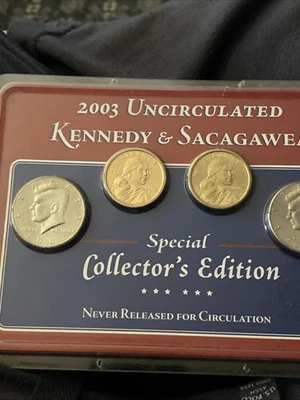 2003 Uncirculated
Kennedy & Sacagawea
Special
Collector's Edition
Never Released for Circulation